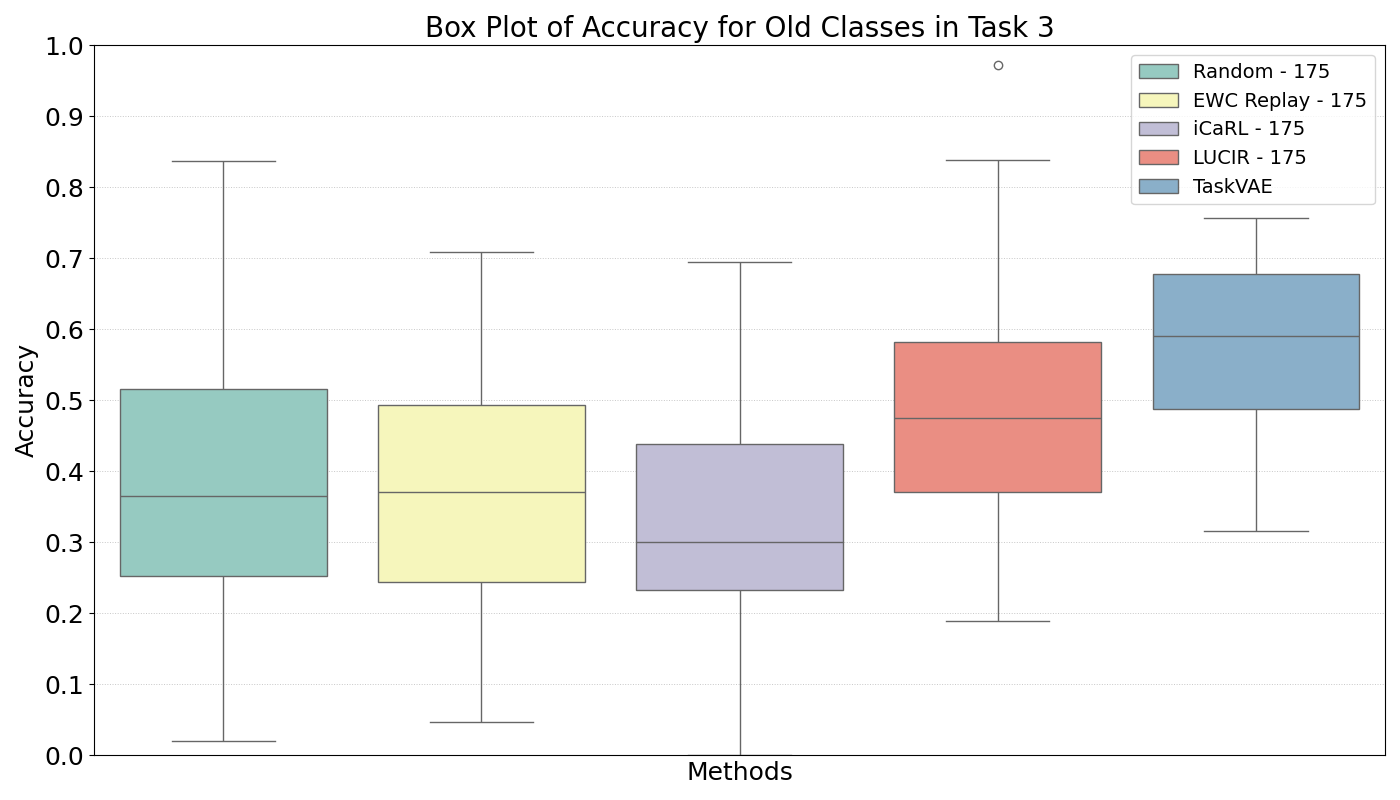 Box Plot of Accuracy for Old Classes in Task 3
1.0
0.9
0.8
0.7
0.6
0.5
0.4
0.3
0.2
0.1
0.0
Accuracy
Methods
Random - 175
EWC Replay - 175
iCaRL - 175
LUCIR - 175
TaskVAE